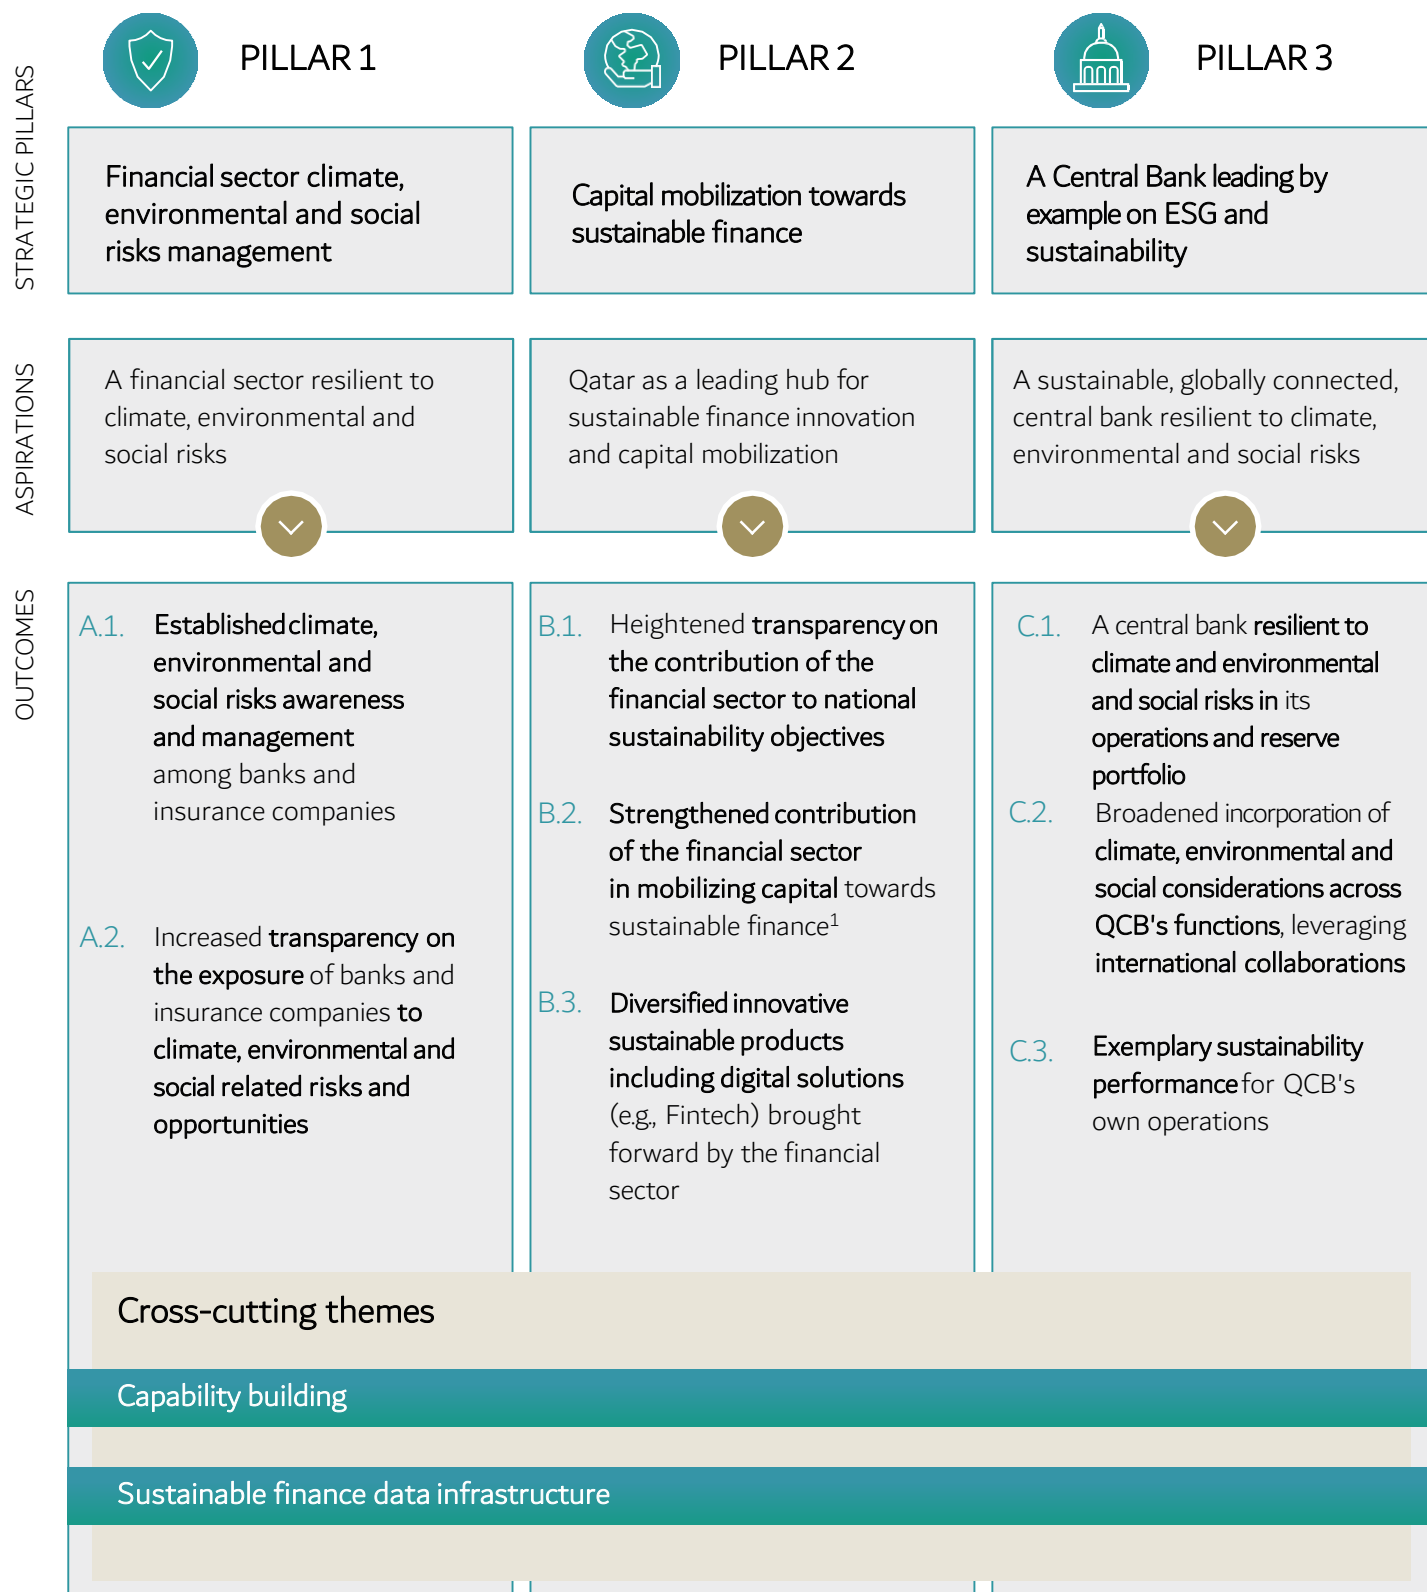 STRATEGIC PILLARS
PILLAR 1
PILLAR 2
PILLAR 3
Financial sector climate,
environmental and social
risks management
Capital mobilization towards
sustainable finance
A Central Bank leading by
example on ESG and
sustainability
ASPIRATIONS
A financial sector resilient to
climate, environmental and
social risks
Qatar as a leading hub for
sustainable finance innovation
and capital mobilization
A sustainable, globally connected,
central bank resilient to climate,
environmental and social risks
OUTCOMES
A.1. Established climate,
environmental and
social risks awareness
and management
among banks and
insurance companies
A.2. Increased transparency on
the exposure of banks and
insurance companies to
climate, environmental and
social related risks and
opportunities
B.1. Heightened transparency on
the contribution of the
financial sector to national
sustainability objectives
B.2. Strengthened contribution
of the financial sector
in mobilizing capital towards
sustainable finance¹
B.3. Diversified innovative
sustainable products
including digital solutions
(e.g., Fintech) brought
forward by the financial
sector
C.1. A central bank resilient to
climate and environmental
and social risks in its
operations and reserve
portfolio
C.2. Broadened incorporation of
climate, environmental and
social considerations across
QCB's functions, leveraging
international collaborations
C.3. Exemplary sustainability
performance for QCB's
own operations
Cross-cutting themes
Capability building
Sustainable finance data infrastructure